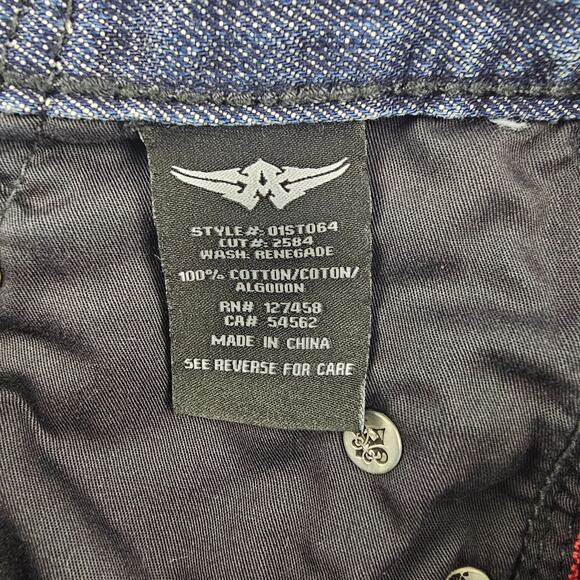 STYLE#: 01ST064
CUT#: 2584
WASH: RENEGADE
100% COTTON/COTON/
ALGODON
RN# 127458
CA# 54562
MADE IN CHINA
SEE REVERSE FOR CARE